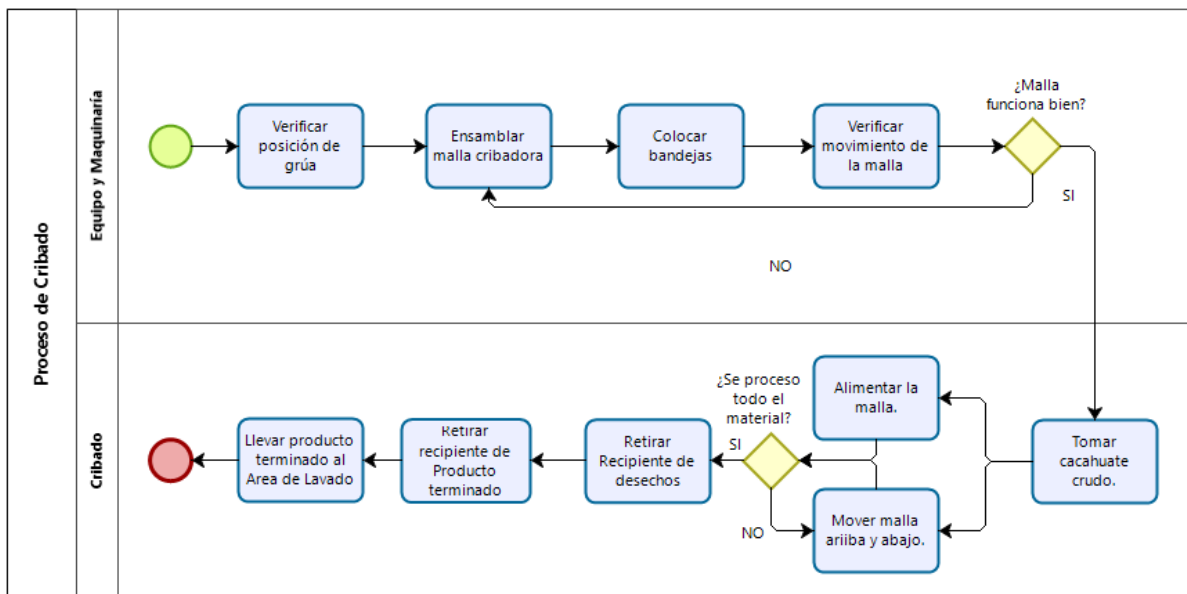 Proceso de Cribado
Equipo y Maquinaría
Verificar
posición de
grúa
Ensamblar
malla cribadora
Colocar
bandejas
Verificar
movimiento de
la malla
¿Malla
funciona bien?
SI
NO
Cribado
Tomar
cacahuate
crudo.
Alimentar la
malla.
Mover malla
ariiba y abajo.
¿Se proceso
todo el
material?
SI
NO
Retirar
Recipiente de
desechos
Retirar
recipiente de
Producto
terminado
Llevar producto
terminado al
Area de Lavado